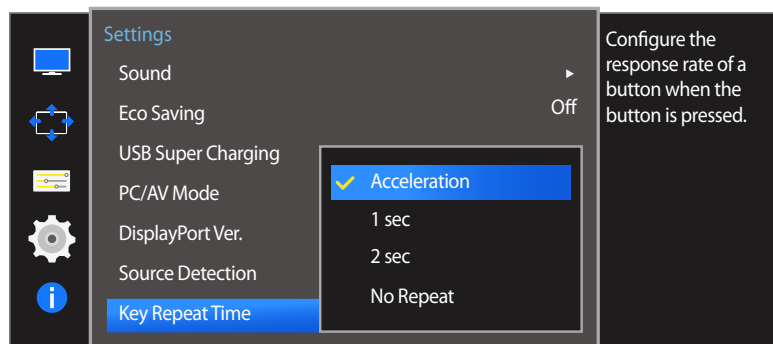 Settings
Sound
Eco Saving
Off
USB Super Charging
PC/AV Mode
DisplayPort Ver.
Source Detection
Key Repeat Time
Acceleration
1 sec
2 sec
No Repeat
Configure the
response rate of a
button when the
button is pressed.